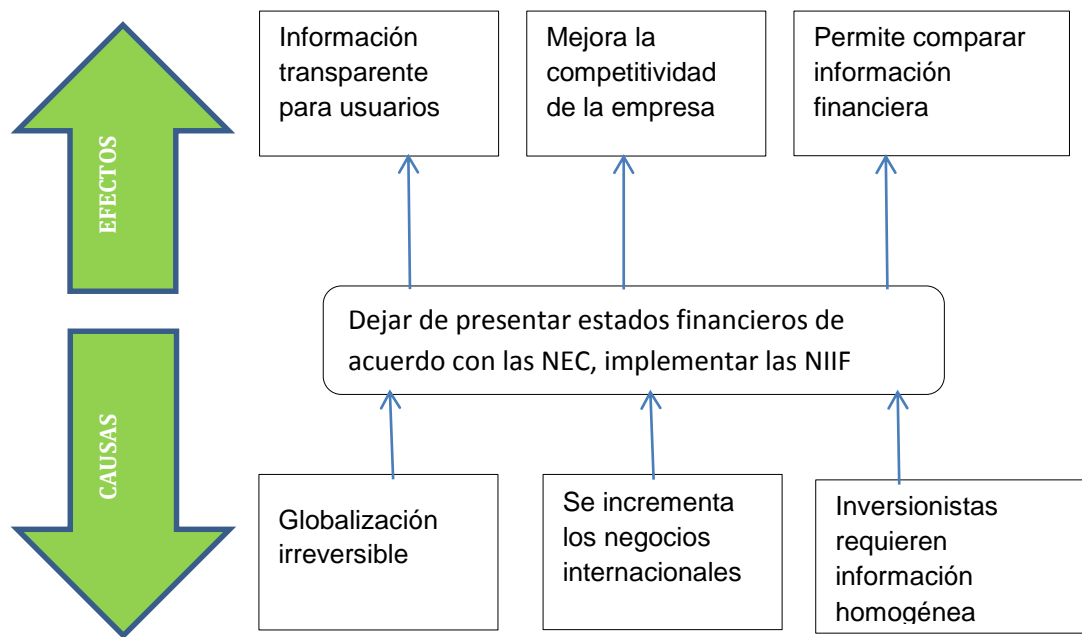 Información
transparente
para usuarios
Mejora la
competitividad
de la empresa
Permite comparar
información
financiera
EFECTOS
Dejar de presentar estados financieros de
acuerdo con las NEC, implementar las NIIF
CAUSAS
Globalización
irreversible
Se incrementa
los negocios
internacionales
Inversionistas
requieren
información
homogénea